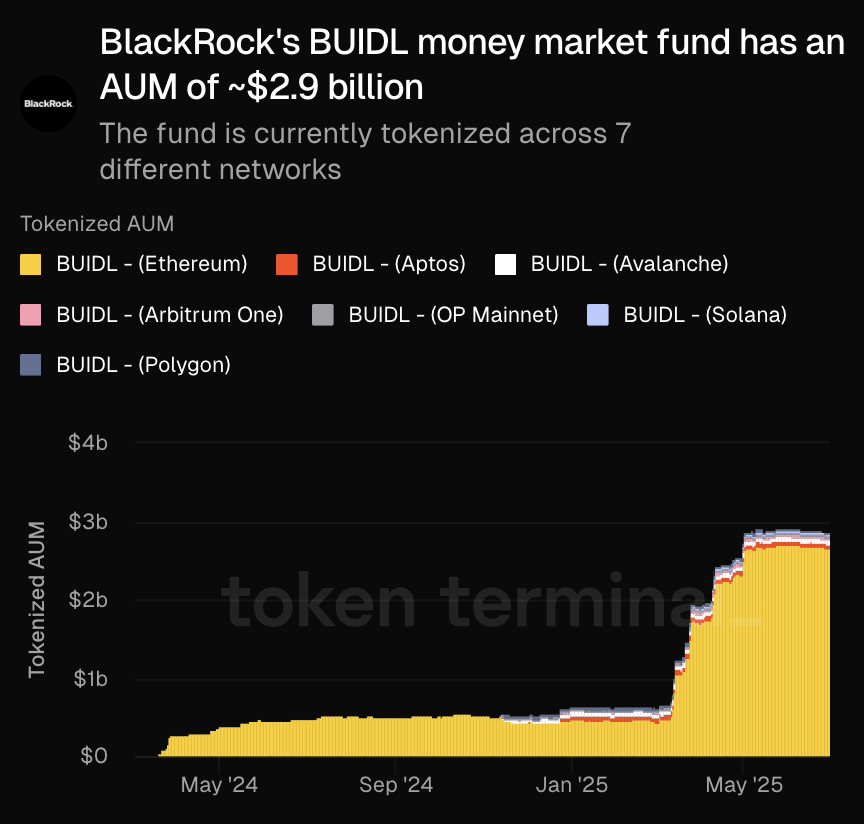 BlackRock's BUIDL money market fund has an
AUM of ~$2.9 billion
BlackRock
The fund is currently tokenized across 7
different networks
Tokenized AUM
BUIDL - (Ethereum)
BUIDL - (Aptos)
BUIDL - (Avalanche)
BUIDL - (Arbitrum One)
BUIDL - (OP Mainnet)
BUIDL - (Solana)
BUIDL - (Polygon)
$4b
$3b
$2b
$1b
$0
Tokenized AUM
token terminal_
May '24
Sep '24
Jan '25
May '25